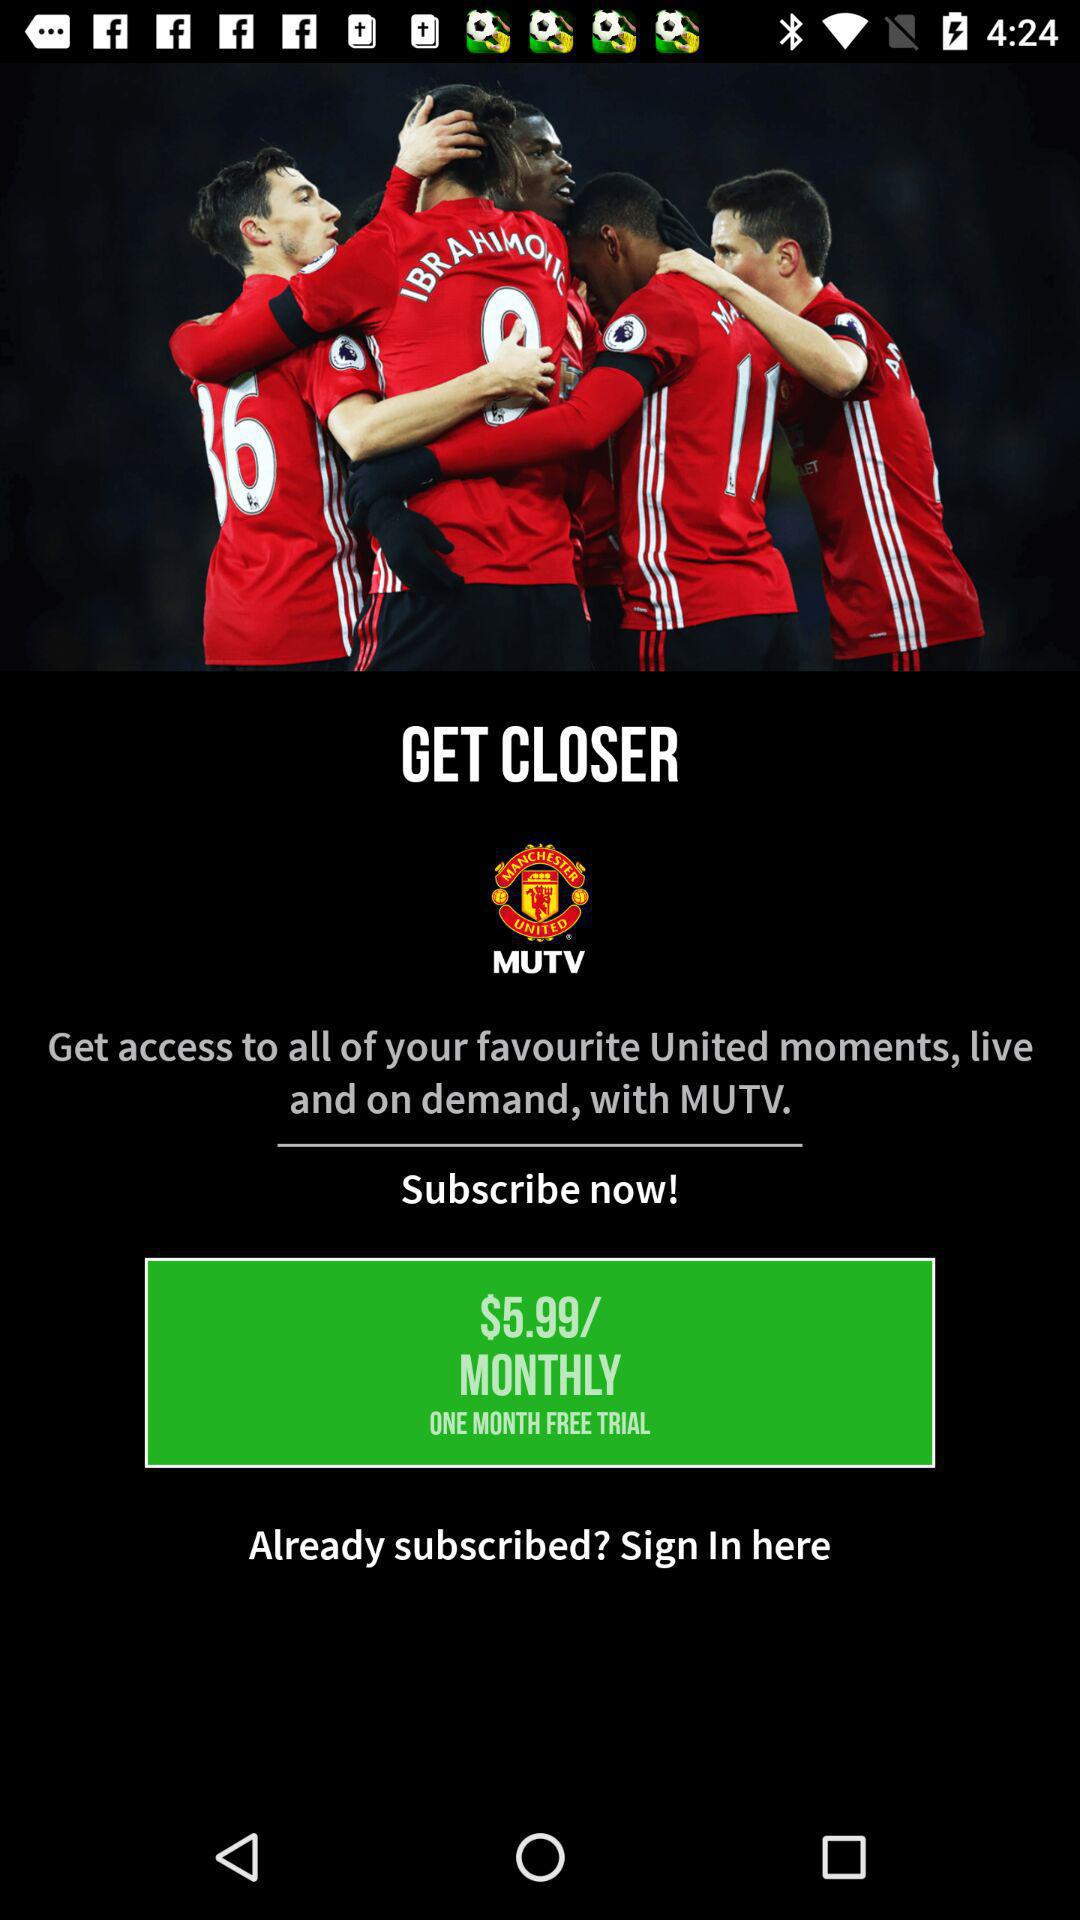 4:24
IBRAHIMOVIC
36
9
11
GET CLOSER
MANCHESTER
UNITED
MUTV
Get access to all of your favourite United moments, live
and on demand, with MUTV.
Subscribe now!
$5.99/
MONTHLY
ONE MONTH FREE TRIAL
Already subscribed? Sign In here